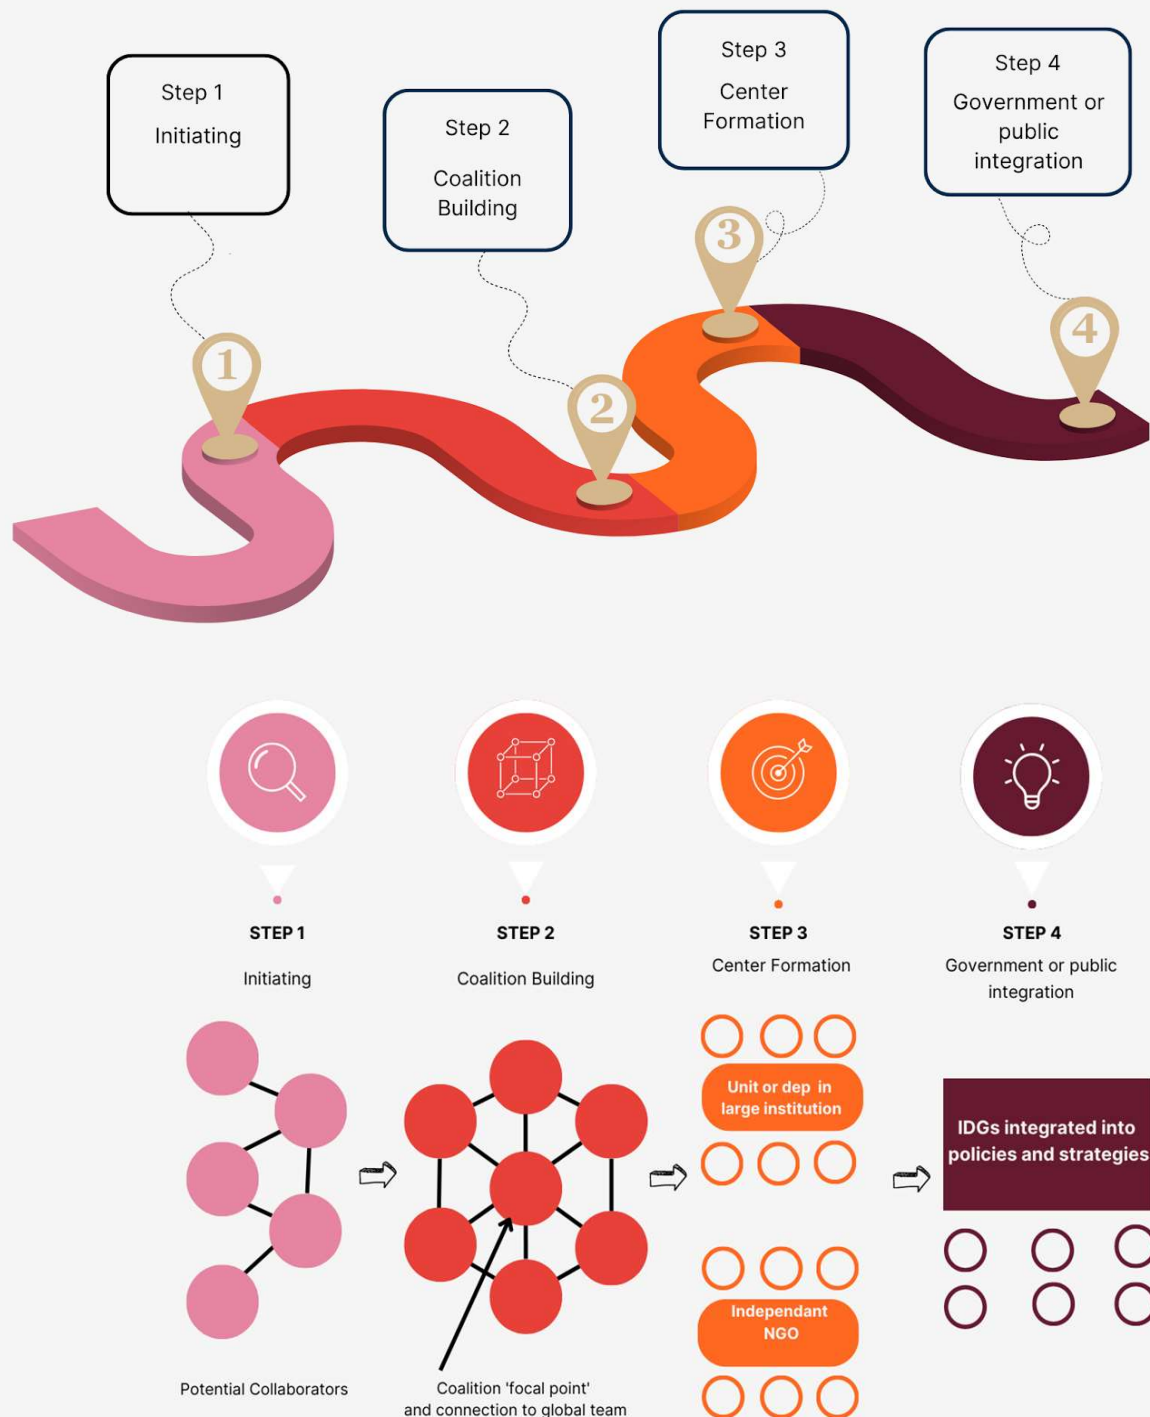 Step 1
Initiating
Step 2
Coalition
Building
Step 3
Center
Formation
Step 4
Government or
public
integration
1
2
3
4
STEP 1
Initiating
STEP 2
Coalition Building
STEP 3
Center Formation
STEP 4
Government or public
integration
Unit or dep in
large institution
Independant
NGO
IDGs integrated into
policies and strategies
Potential Collaborators
Coalition 'focal point'
and connection to global team